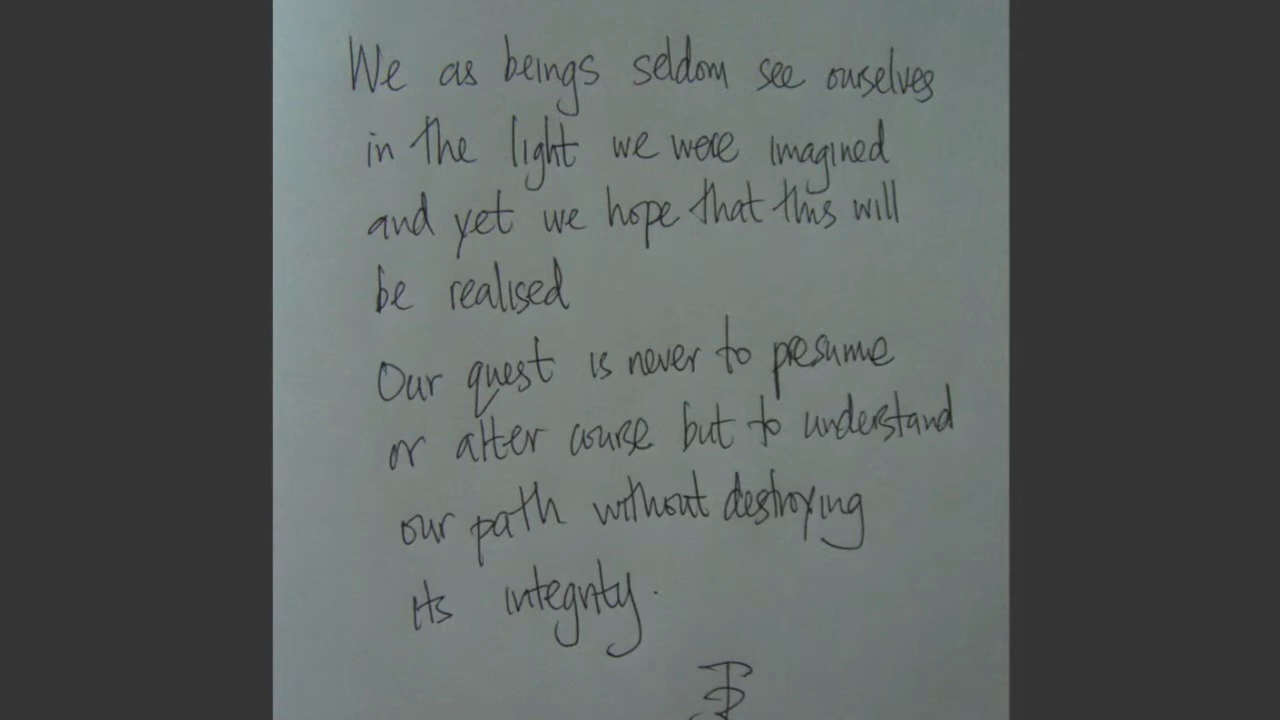 We as beings seldom see ourselves
in the light we were imagined
and yet we hope that this will
be realised
Our quest is never to presume
or alter course but to understand
our path without destroying
its integrity.